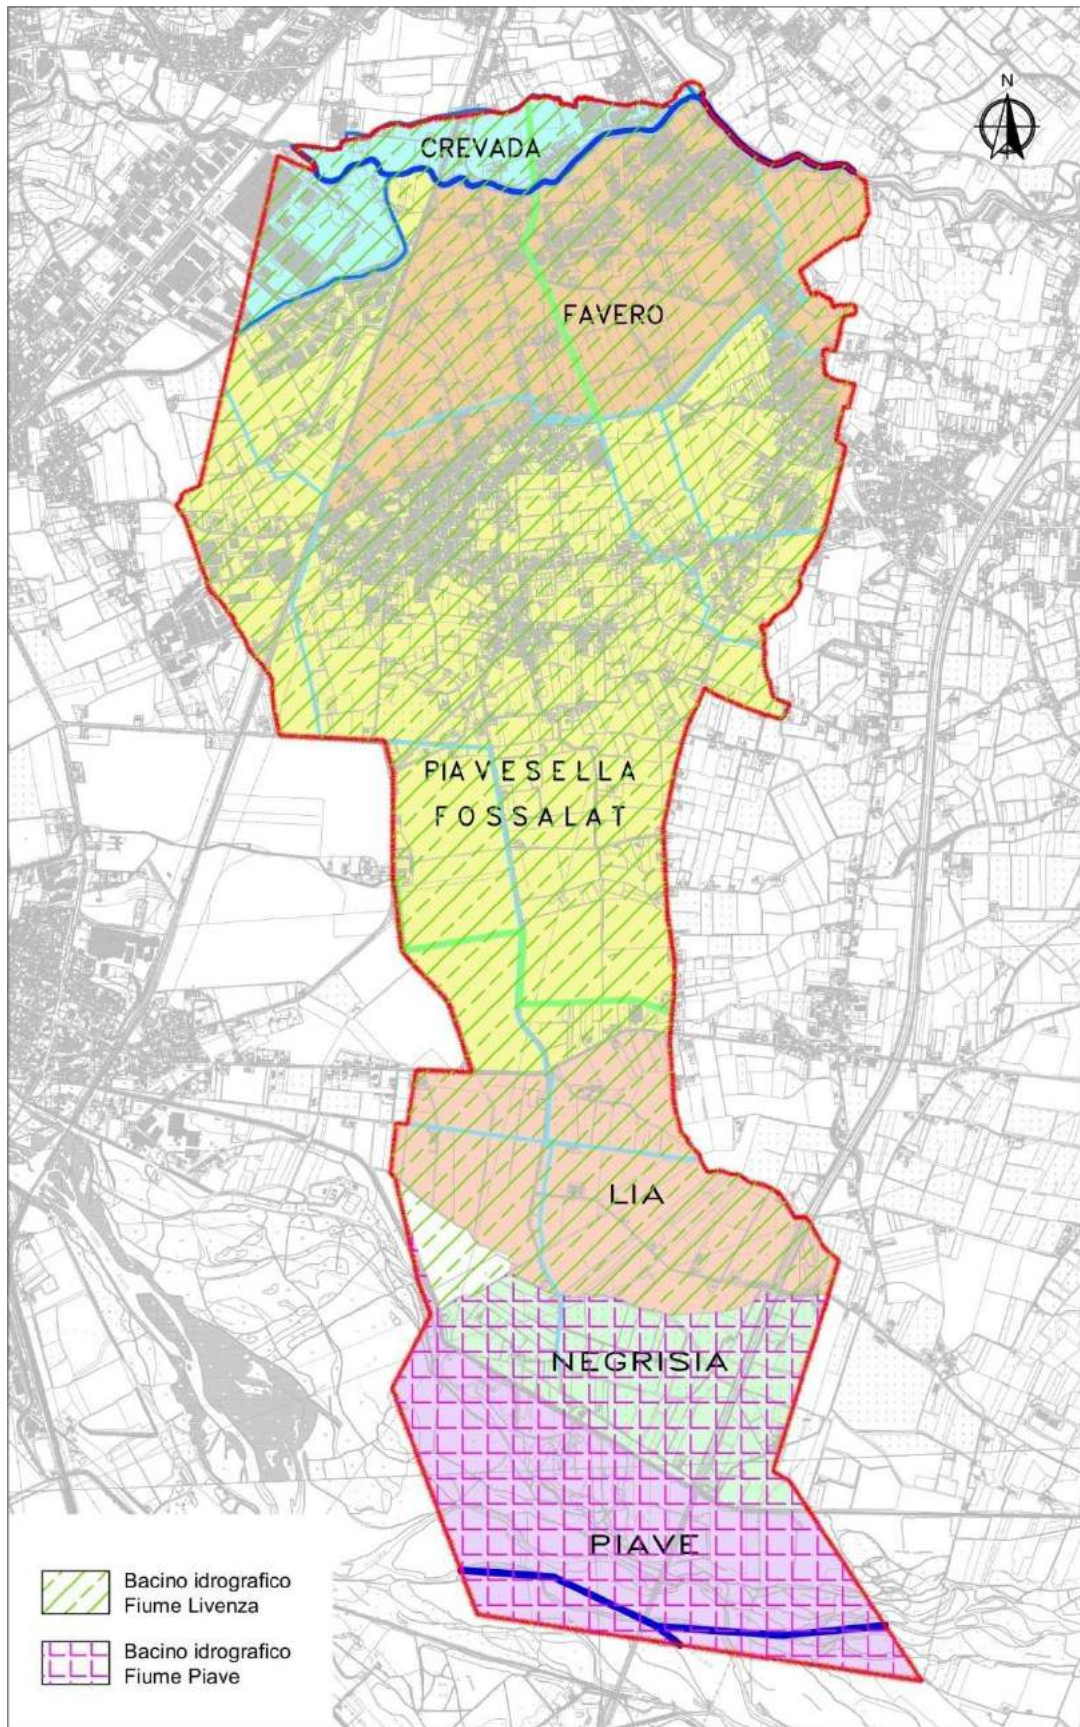 N
CREVADA
FAVERO
PIAVESELLA
FOSSALAT
LIA
NEGRISIA
PIAVE
Bacino idrografico
Fiume Livenza
Bacino idrografico
Fiume Piave